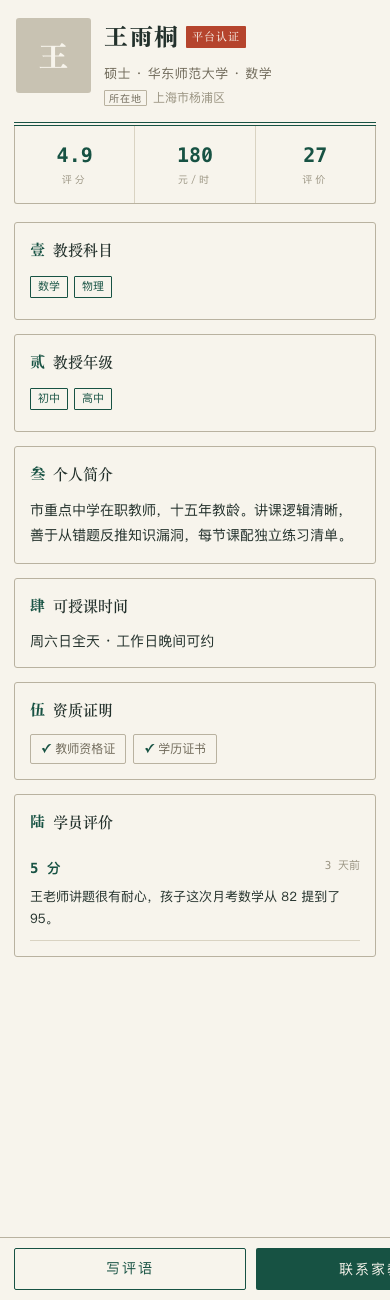 王
王雨桐 平台认证
硕士 · 华东师范大学 · 数学
所在地 上海市杨浦区
4.9 180 27
评分 元/时 评价
壹 教授科目
数学 物理
贰 教授年级
初中 高中
叁 个人简介
市重点中学在职教师，十五年教龄。讲课逻辑清晰，
善于从错题反推知识漏洞，每节课配独立练习清单。
肆 可授课时间
周六日全天 · 工作日晚间可约
伍 资质证明
✓ 教师资格证 ✓ 学历证书
陆 学员评价
5 分 3 天前
王老师讲题很有耐心，孩子这次月考数学从 82 提到了
95。
写评语 联系家